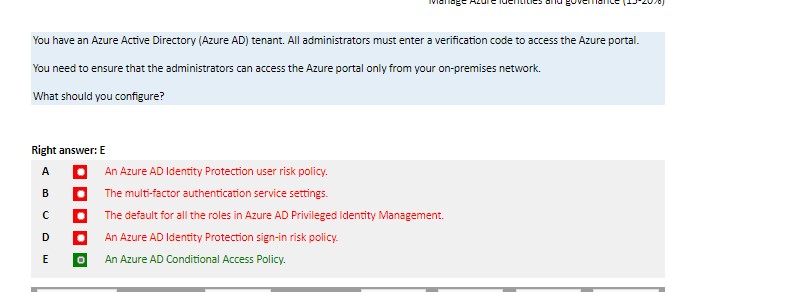 Manage Azure identities and governance (15-20%)
You have an Azure Active Directory (Azure AD) tenant. All administrators must enter a verification code to access the Azure portal.
You need to ensure that the administrators can access the Azure portal only from your on-premises network.
What should you configure?
Right answer: E
A An Azure AD Identity Protection user risk policy.
B The multi-factor authentication service settings.
C The default for all the roles in Azure AD Privileged Identity Management.
D An Azure AD Identity Protection sign-in risk policy.
E An Azure AD Conditional Access Policy.